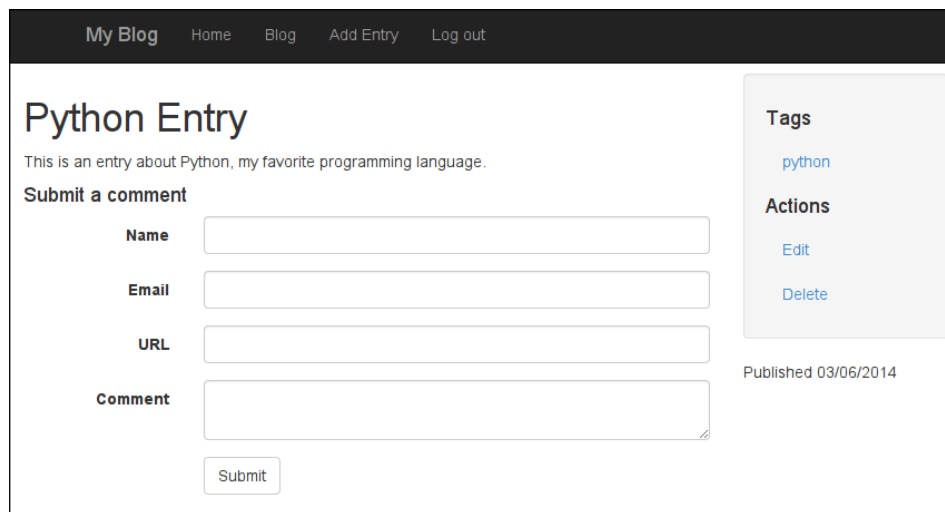 My Blog Home Blog Add Entry Log out
Python Entry
This is an entry about Python, my favorite programming language.
Submit a comment
Name
Email
URL
Comment
Submit
Tags
python
Actions
Edit
Delete
Published 03/06/2014